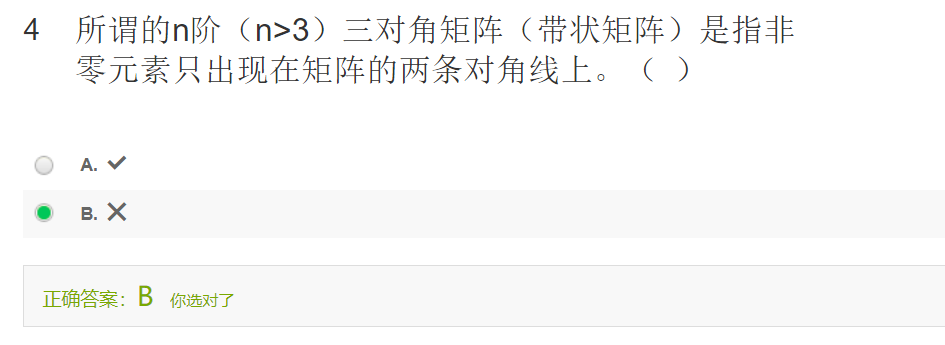 4 所谓的n阶（n>3）三对角矩阵（带状矩阵）是指非
零元素只出现在矩阵的两条对角线上。（ ）
A. ✔
B. ✕
正确答案：B 你选对了